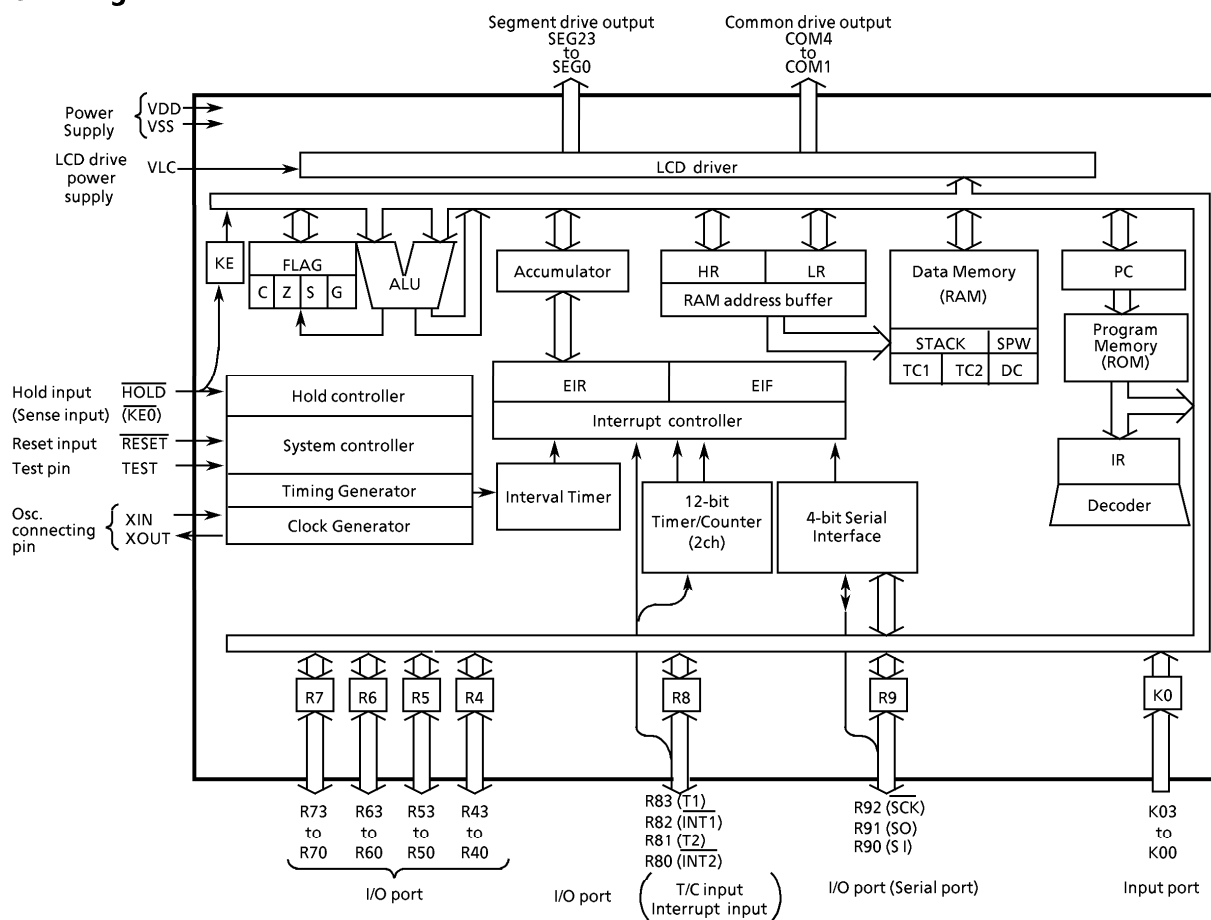 Segment drive output
SEG23
to
SEG0
Common drive output
COM4
to
COM1
Power
Supply
VDD
VSS
LCD drive
power
supply
VLC
LCD driver
KE
FLAG
C Z S G
ALU
Accumulator
HR LR
RAM address buffer
Data Memory
(RAM)
STACK SPW
TC1 TC2 DC
PC
Program
Memory
(ROM)
IR
Decoder
Hold input HOLD
(Sense input) (KE0)
Reset input RESET
Test pin TEST
Osc.
connecting
pin
XIN
XOUT
Hold controller
System controller
Timing Generator
Clock Generator
EIR EIF
Interrupt controller
Interval Timer
12-bit
Timer/Counter
(2ch)
4-bit Serial
Interface
R7 R6 R5 R4 R8 R9 K0
R73
to
R70
R63
to
R60
R53
to
R50
R43
to
R40
I/O port
R83 (T1)
R82 (INT1)
R81 (T2)
R80 (INT2)
I/O port
T/C input
Interrupt input
R92 (SCK)
R91 (SO)
R90 (SI)
I/O port (Serial port)
K03
to
K00
Input port